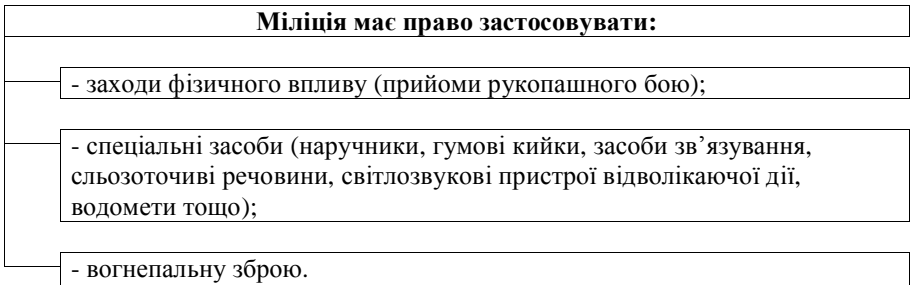 Міліція має право застосовувати:
- заходи фізичного впливу (прийоми рукопашного бою);
- спеціальні засоби (наручники, гумові кийки, засоби зв’язування,
сльозоточиві речовини, світлозвукові пристрої відволікаючої дії,
водомети тощо);
- вогнепальну зброю.